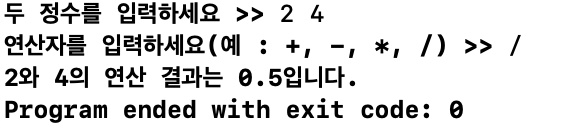 두 정수를 입력하세요 >> 2 4
연산자를 입력하세요(예 : +, -, *, /) >> /
2와 4의 연산 결과는 0.5입니다.
Program ended with exit code: 0